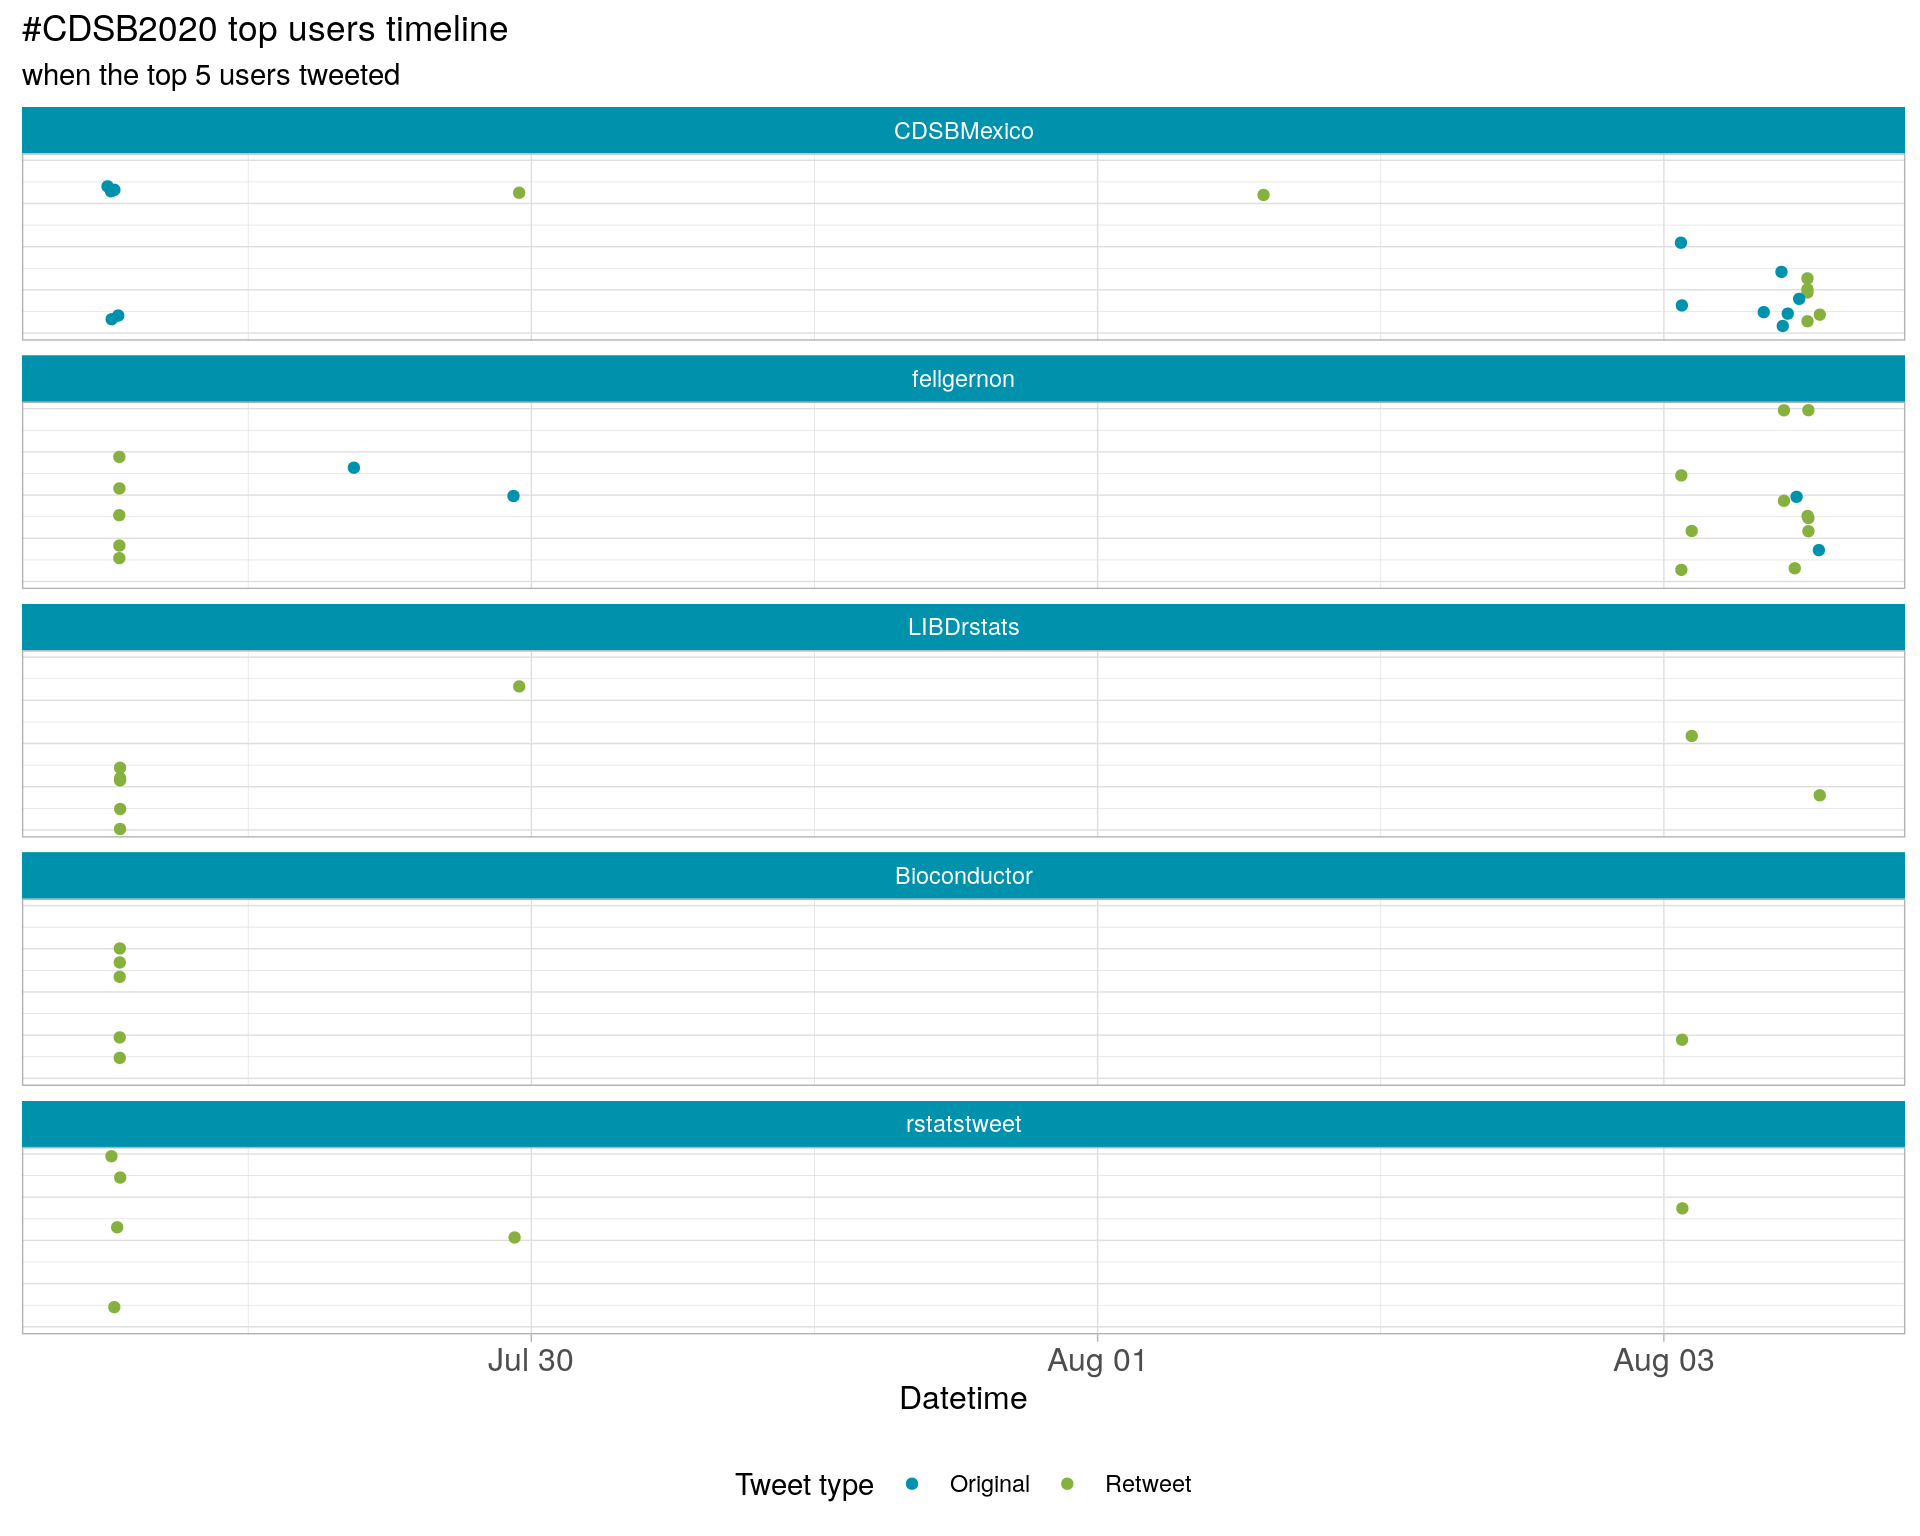 #CDSB2020 top users timeline
when the top 5 users tweeted
CDSBMexico
fellgernon
LIBDrstats
Bioconductor
rstatstweet
Jul 30 Aug 01 Aug 03
Datetime
Tweet type Original Retweet